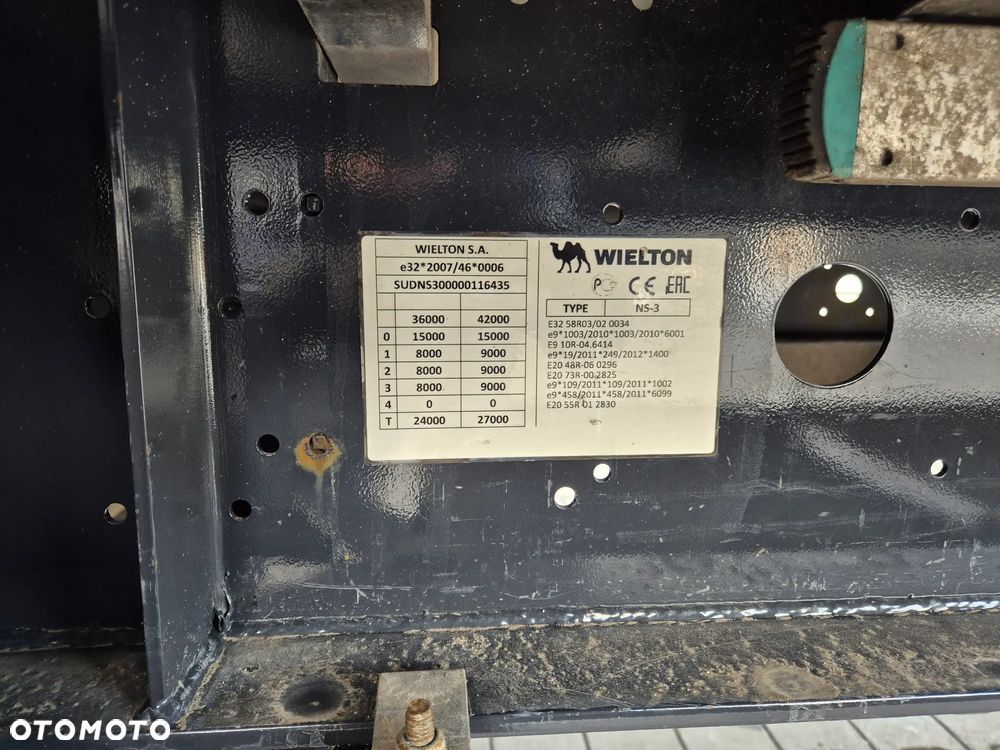 WIELTON S.A.
e32*2007/46*0006
SUDNS300000116435
36000 42000
0 15000 15000
1 8000 9000
2 8000 9000
3 8000 9000
4 0 0
T 24000 27000
WIELTON
CE EAC
TYPE NS-3
E32 58R03/02 0034
e9*1003/2010*1003/2010*6001
E9 10R-04.6414
e9*19/2011*249/2012*1400
E20 48R-06 0296
E20 73R-00 2825
e9*109/2011*109/2011*1002
e9*458/2011*458/2011*6099
E20 55R-01 2830
OTOMOTO